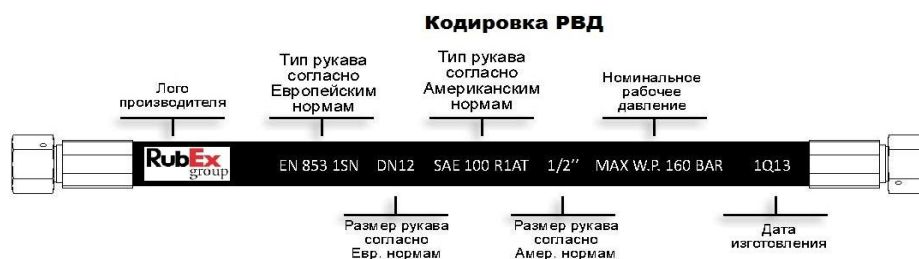 Кодировка РВД
Лого
производителя
Тип рукава
согласно
Европейским
нормам
Тип рукава
согласно
Американским
нормам
Номинальное
рабочее
давление
RubEx
group
EN 853 1SN DN12 SAE 100 R1AT 1/2’’ MAX W.P. 160 BAR 1Q13
Размер рукава
согласно
Евр. нормам
Размер рукава
согласно
Амер. нормам
Дата
изготовления